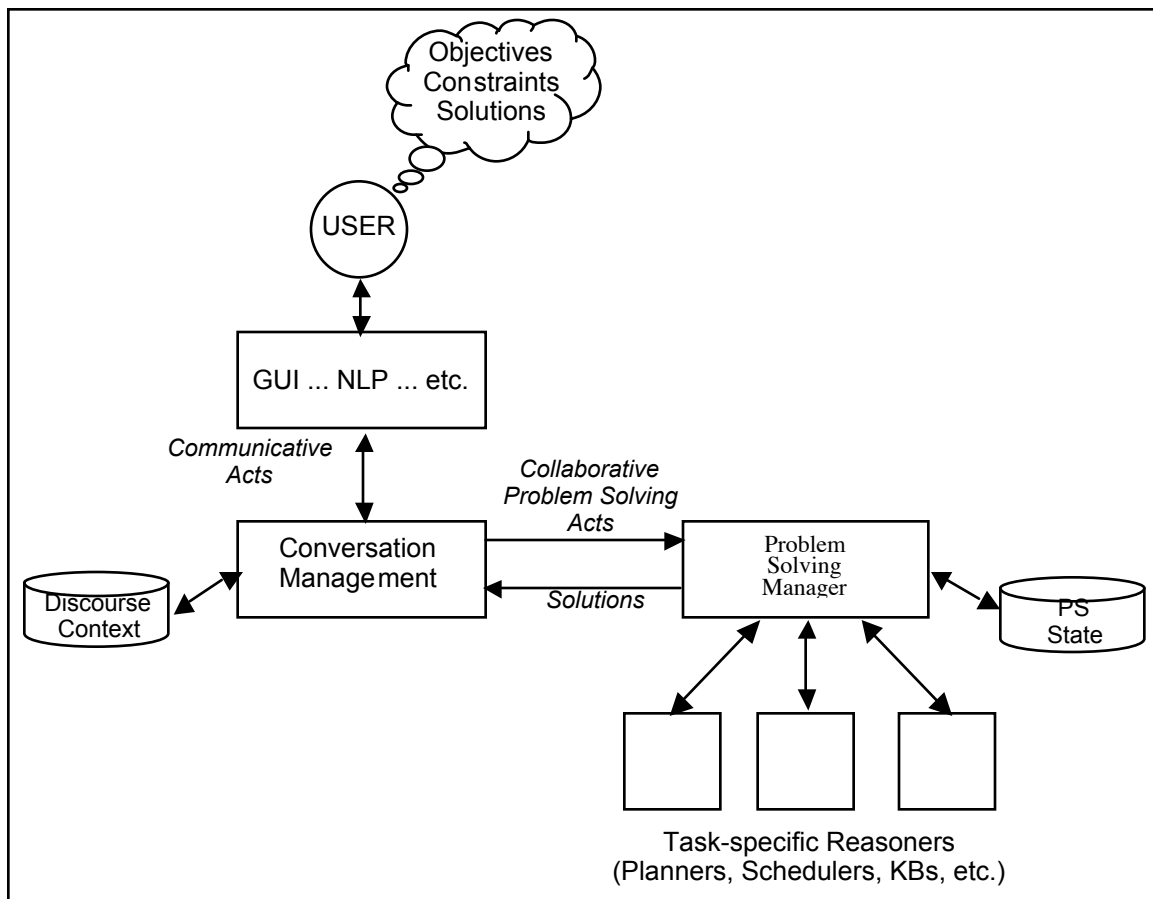 Objectives
Constraints
Solutions
USER
GUI ... NLP ... etc.
Communicative
Acts
Collaborative
Problem Solving
Acts
Conversation
Management
Problem
Solving
Manager
Solutions
Discourse
Context
PS
State
Task-specific Reasoners
(Planners, Schedulers, KBs, etc.)